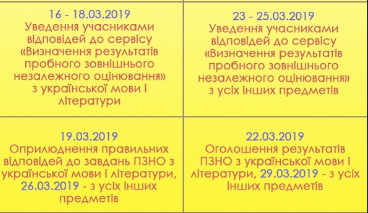 16 - 18.03.2019
Уведення учасниками
відповідей до сервісу
«Визначення результатів
пробного зовнішнього
незалежного оцінювання»
з української мови і
літератури
23 - 25.03.2019
Уведення учасниками
відповідей до сервісу
«Визначення результатів
пробного зовнішнього
незалежного оцінювання»
з усіх інших предметів
19.03.2019
Оприлюднення правильних
відповідей до завдань ПЗНО з
української мови і літератури,
26.03.2019 - з усіх інших
предметів
22.03.2019
Оголошення результатів
ПЗНО з української мови і
літератури, 29.03.2019 - з усіх
інших предметів